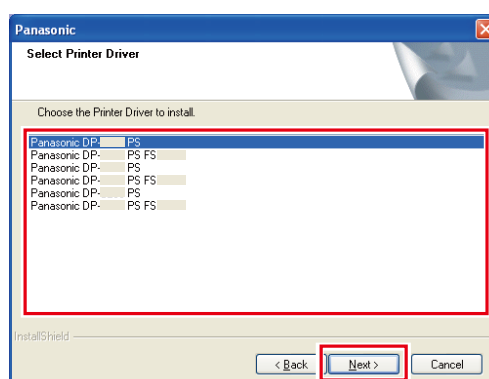 Panasonic
Select Printer Driver
Choose the Printer Driver to install.
Panasonic DP- PS
Panasonic DP- PS FS
Panasonic DP- PS
Panasonic DP- PS FS
Panasonic DP- PS
Panasonic DP- PS FS
InstallShield
< Back Next > Cancel